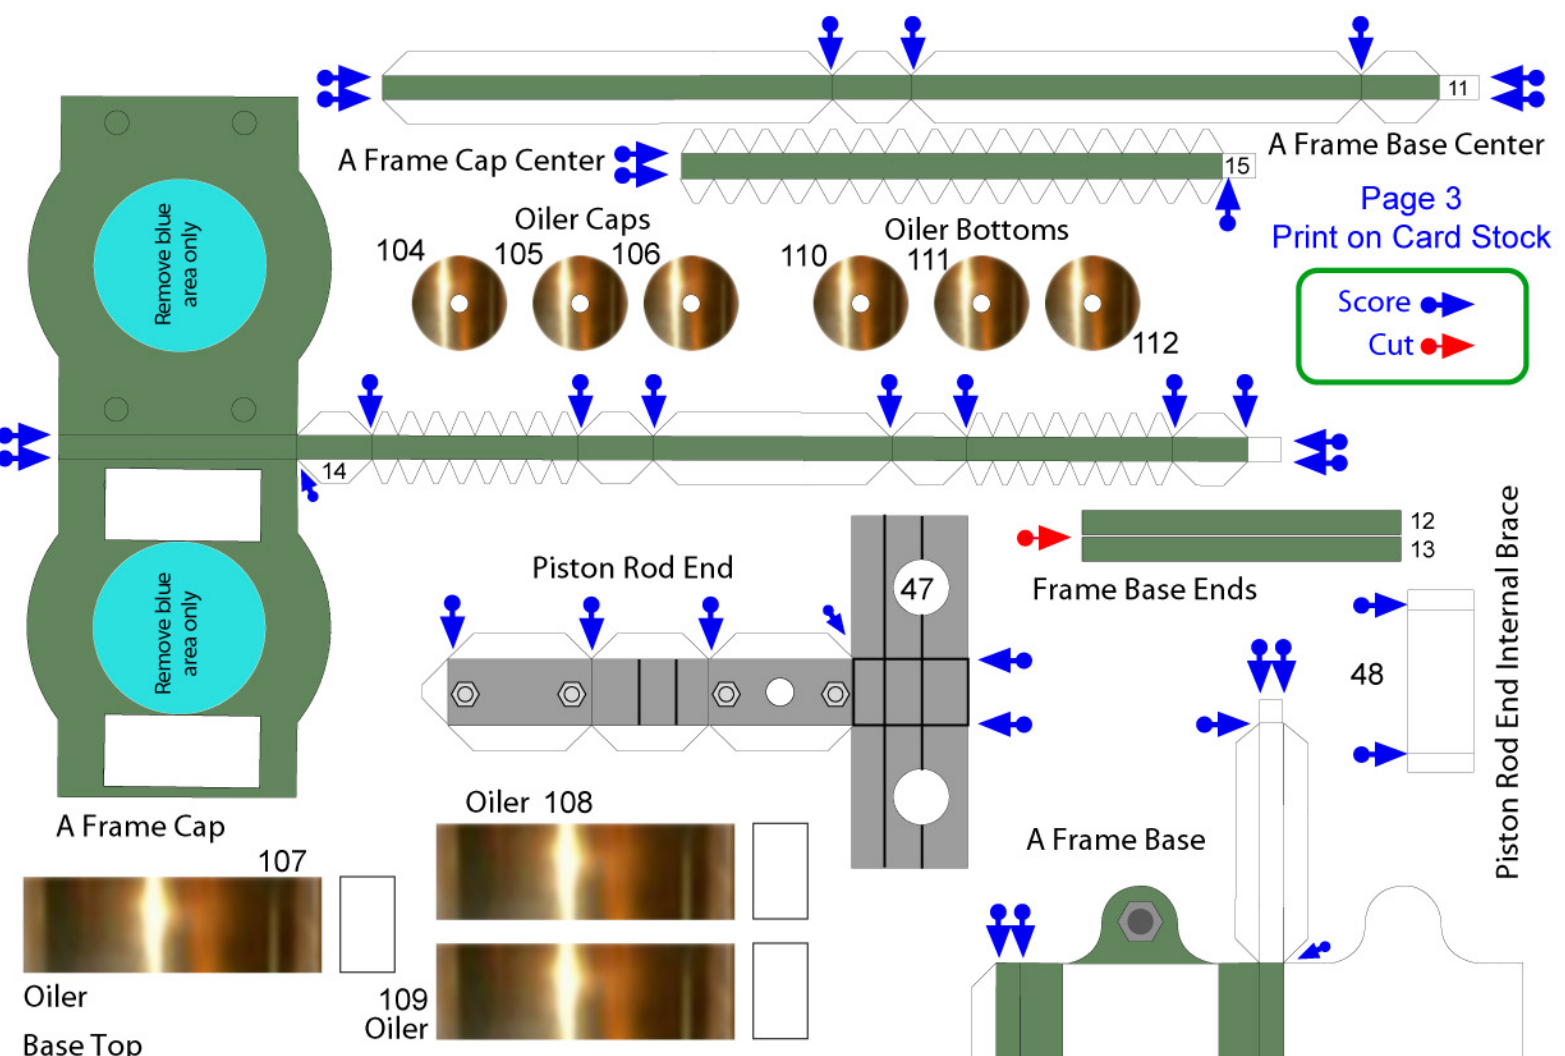 11
A Frame Base Center
A Frame Cap Center
15
Page 3
Print on Card Stock
Score
Cut
Remove blue
area only
Oiler Caps
104
105
106
Oiler Bottoms
110
111
112
14
12
13
Frame Base Ends
Piston Rod End
47
48
Piston Rod End Internal Brace
Remove blue
area only
A Frame Cap
Oiler 108
A Frame Base
107
Oiler
109
Oiler
Base Top